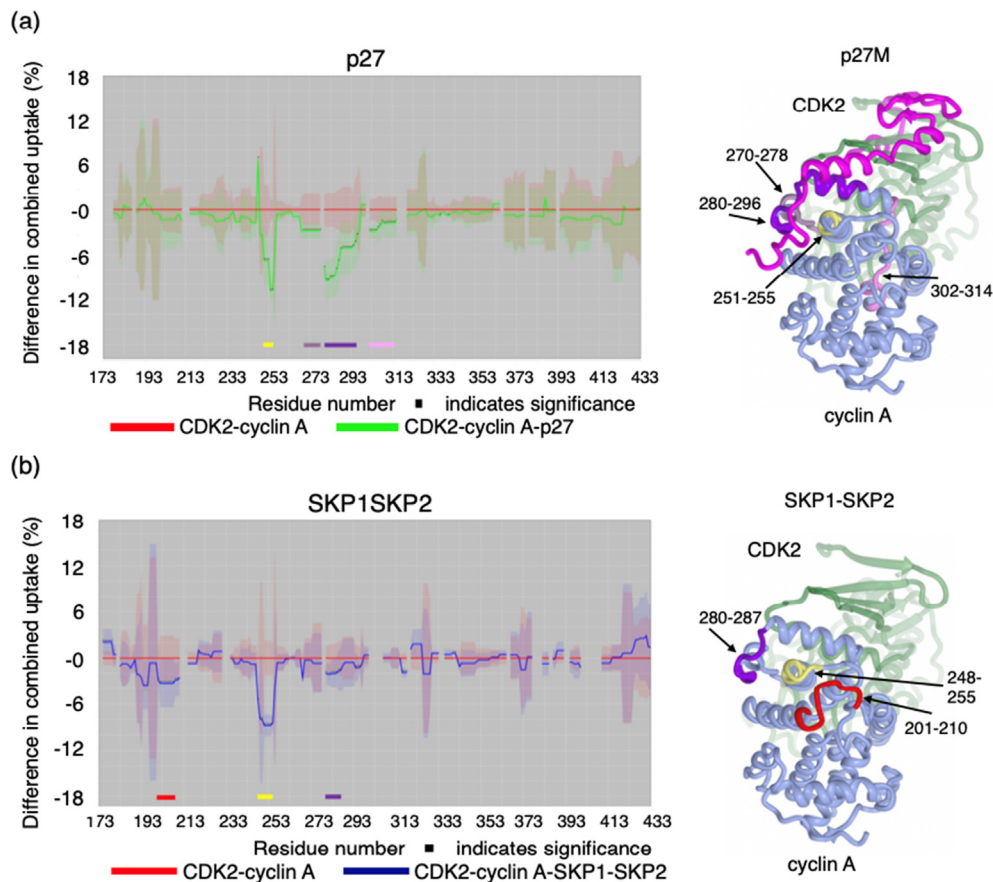 (a)
p27
18
12
6
-0
-6
-12
-18
Difference in combined uptake (%)
173 193 213 233 253 273 293 313 333 353 363 393 413 433
Residue number ▪ indicates significance
CDK2-cyclin A CDK2-cyclin A-p27
p27M
CDK2
270-278
280-296
251-255
302-314
cyclin A
(b)
SKP1SKP2
18
12
6
-0
-6
-12
-18
Difference in combined uptake (%)
173 193 213 233 253 273 293 313 333 353 363 393 403 433
Residue number ▪ indicates significance
CDK2-cyclin A CDK2-cyclin A-SKP1-SKP2
SKP1-SKP2
CDK2
280-287
248-
255
201-210
cyclin A